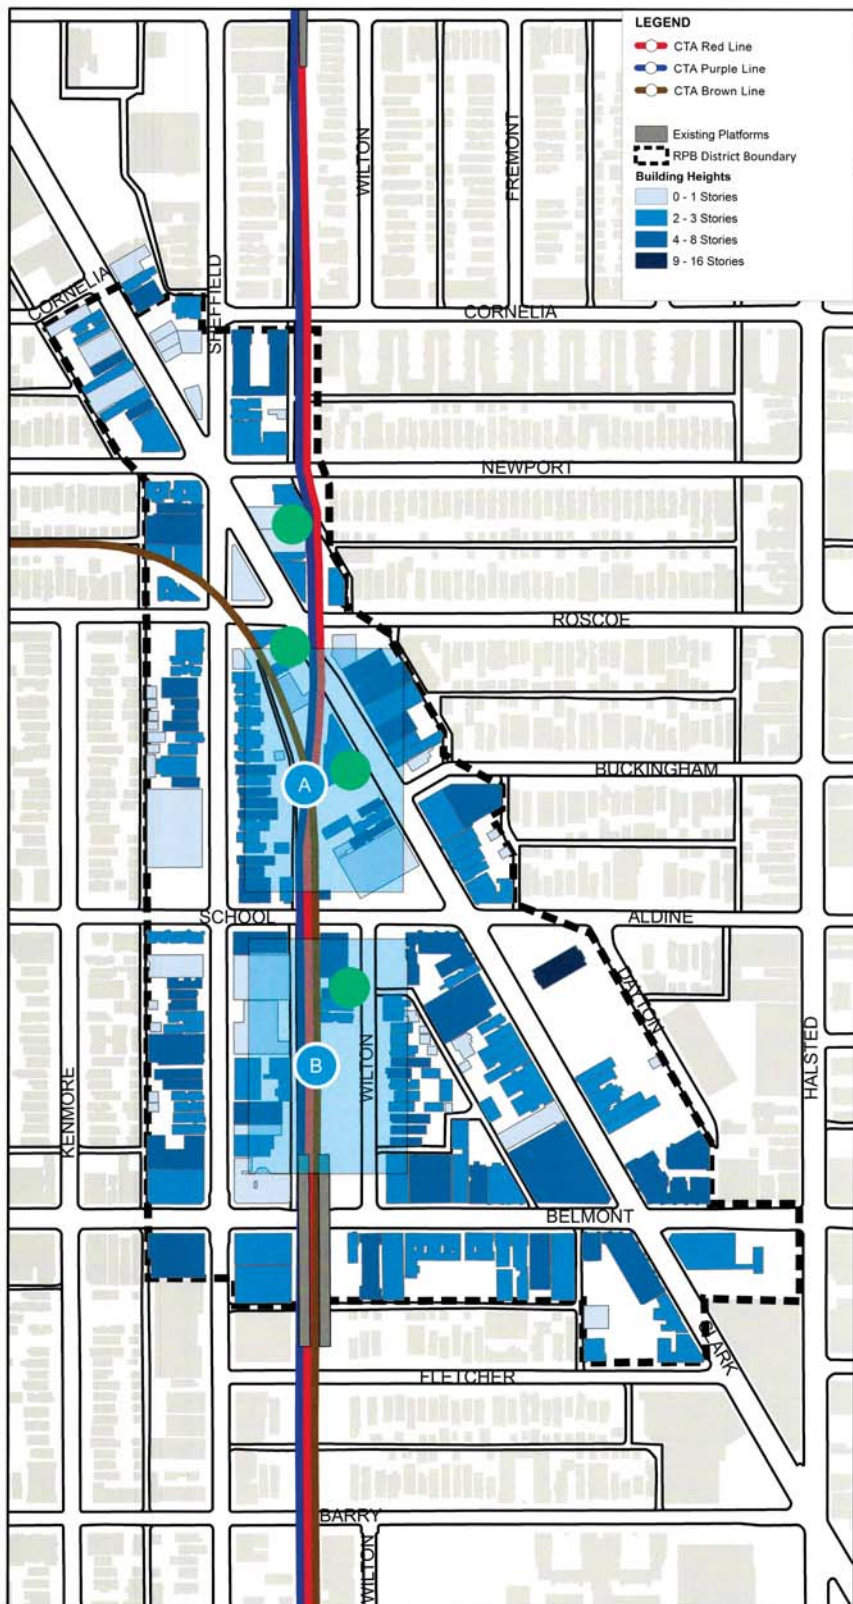 LEGEND
CTA Red Line
CTA Purple Line
CTA Brown Line
Existing Platforms
RPB District Boundary
Building Heights
0 - 1 Stories
2 - 3 Stories
4 - 8 Stories
9 - 16 Stories
WILTON
FREMONT
CORNELIA
SHEFFIELD
CORNELIA
NEWPORT
ROSCOE
BUCKINGHAM
A
SCHOOL
ALDINE
DAYTON
HALSTED
KENMORE
B
WILTON
BELMONT
CLARK
FLETCHER
BARRY
WILTON